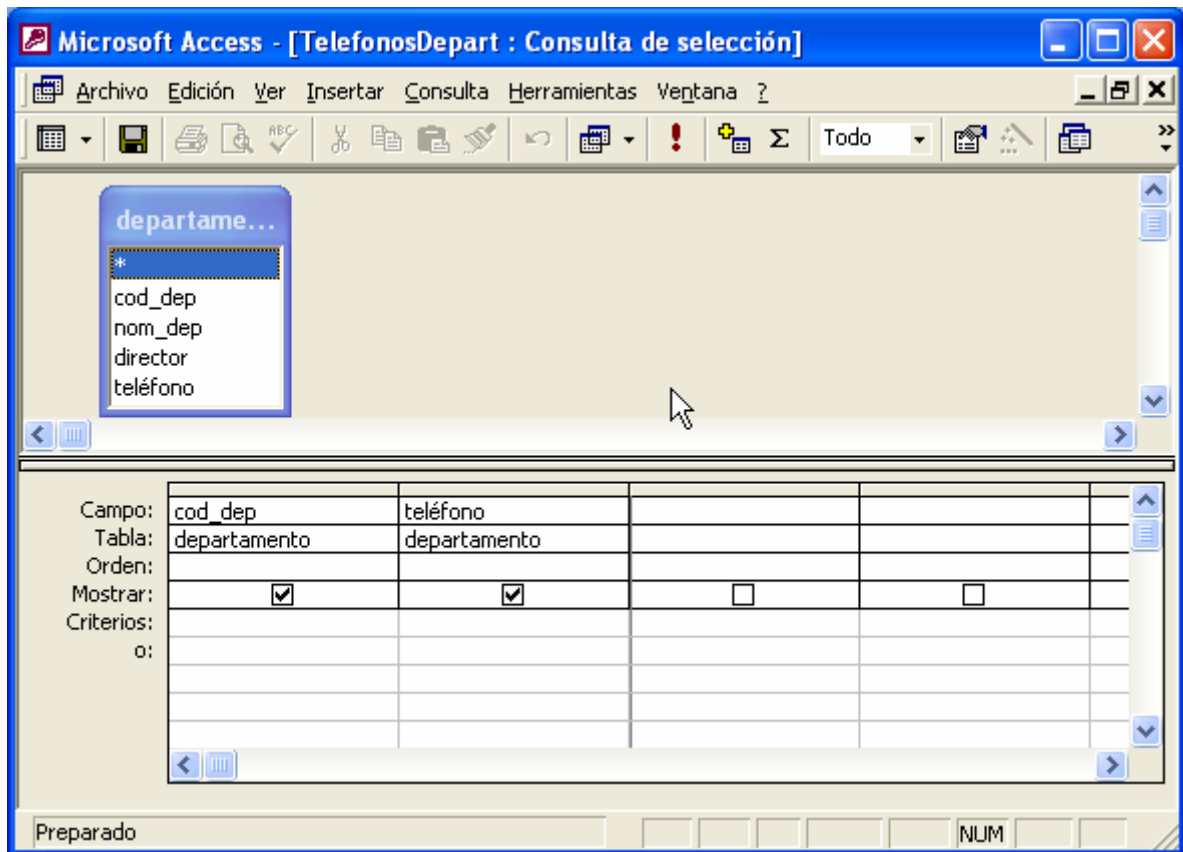 Microsoft Access - [TelefonosDepart : Consulta de selección]
Archivo Edición Ver Insertar Consulta Herramientas Ventana ?
ABC Σ Todo
departame...
*
cod_dep
nom_dep
director
teléfono
Campo: cod_dep teléfono
Tabla: departamento departamento
Orden:
Mostrar:
Criterios:
o:
Preparado NUM